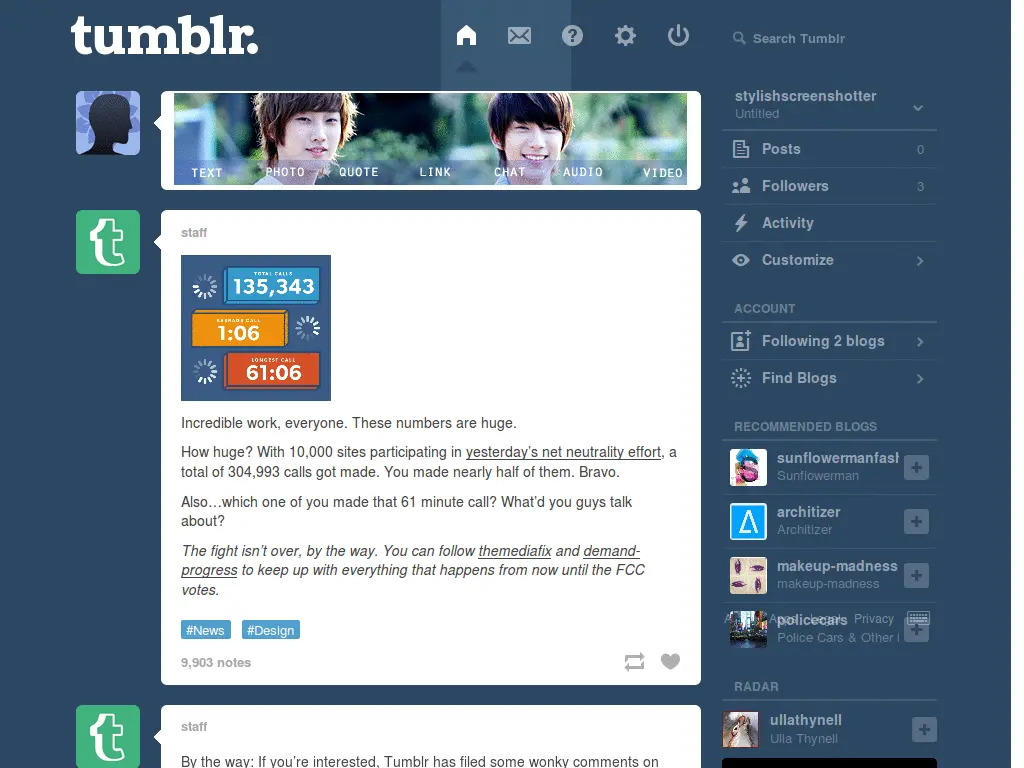 tumblr.
Search Tumblr
TEXT PHOTO QUOTE LINK CHAT AUDIO VIDEO
staff
TOTAL CALLS
135,343
AVERAGE CALL
1:06
LONGEST CALL
61:06
Incredible work, everyone. These numbers are huge.
How huge? With 10,000 sites participating in yesterday's net neutrality effort, a
total of 304,993 calls got made. You made nearly half of them. Bravo.
Also…which one of you made that 61 minute call? What'd you guys talk
about?
The fight isn't over, by the way. You can follow themediafix and demand-
progress to keep up with everything that happens from now until the FCC
votes.
#News #Design
9,903 notes
staff
By the way: If you're interested, Tumblr has filed some wonky comments on
stylishscreenshotter
Untitled
Posts 0
Followers 3
Activity
Customize
ACCOUNT
Following 2 blogs
Find Blogs
RECOMMENDED BLOGS
sunflowermanfash
Sunflowerman
architizer
Architizer
makeup-madness
makeup-madness
policecars
Privacy
Police Cars & Other
RADAR
ullathynell
Ulla Thynell